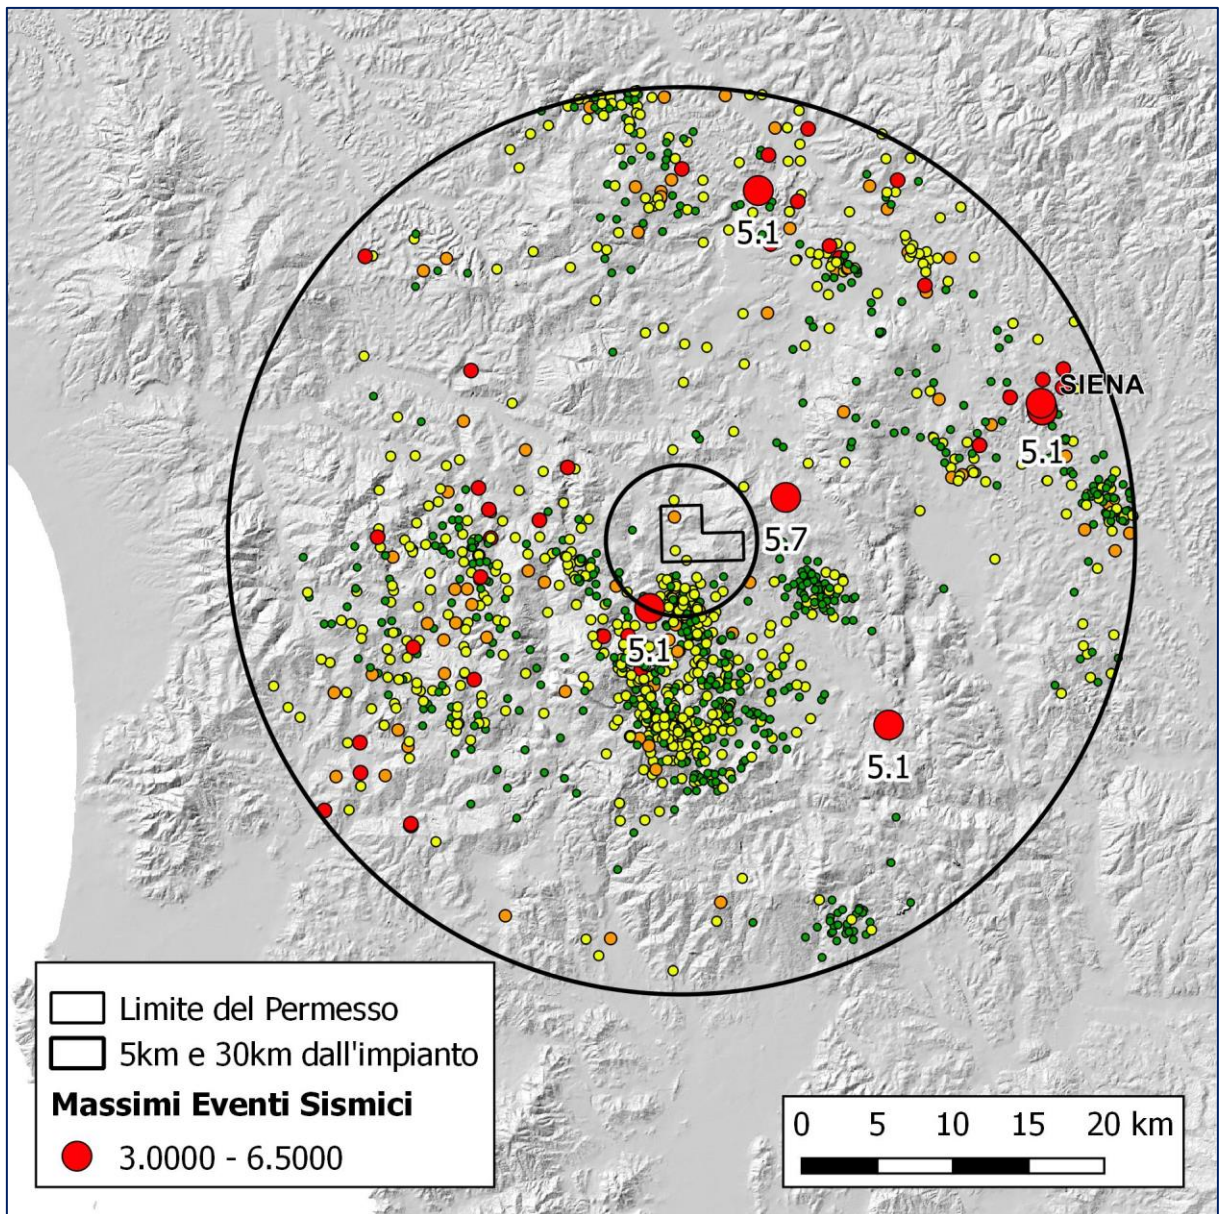 5.1
SIENA
5.1
5.7
5.1
5.1
Limite del Permesso
5km e 30km dall'impianto
Massimi Eventi Sismici
3.0000 - 6.5000
0 5 10 15 20 km